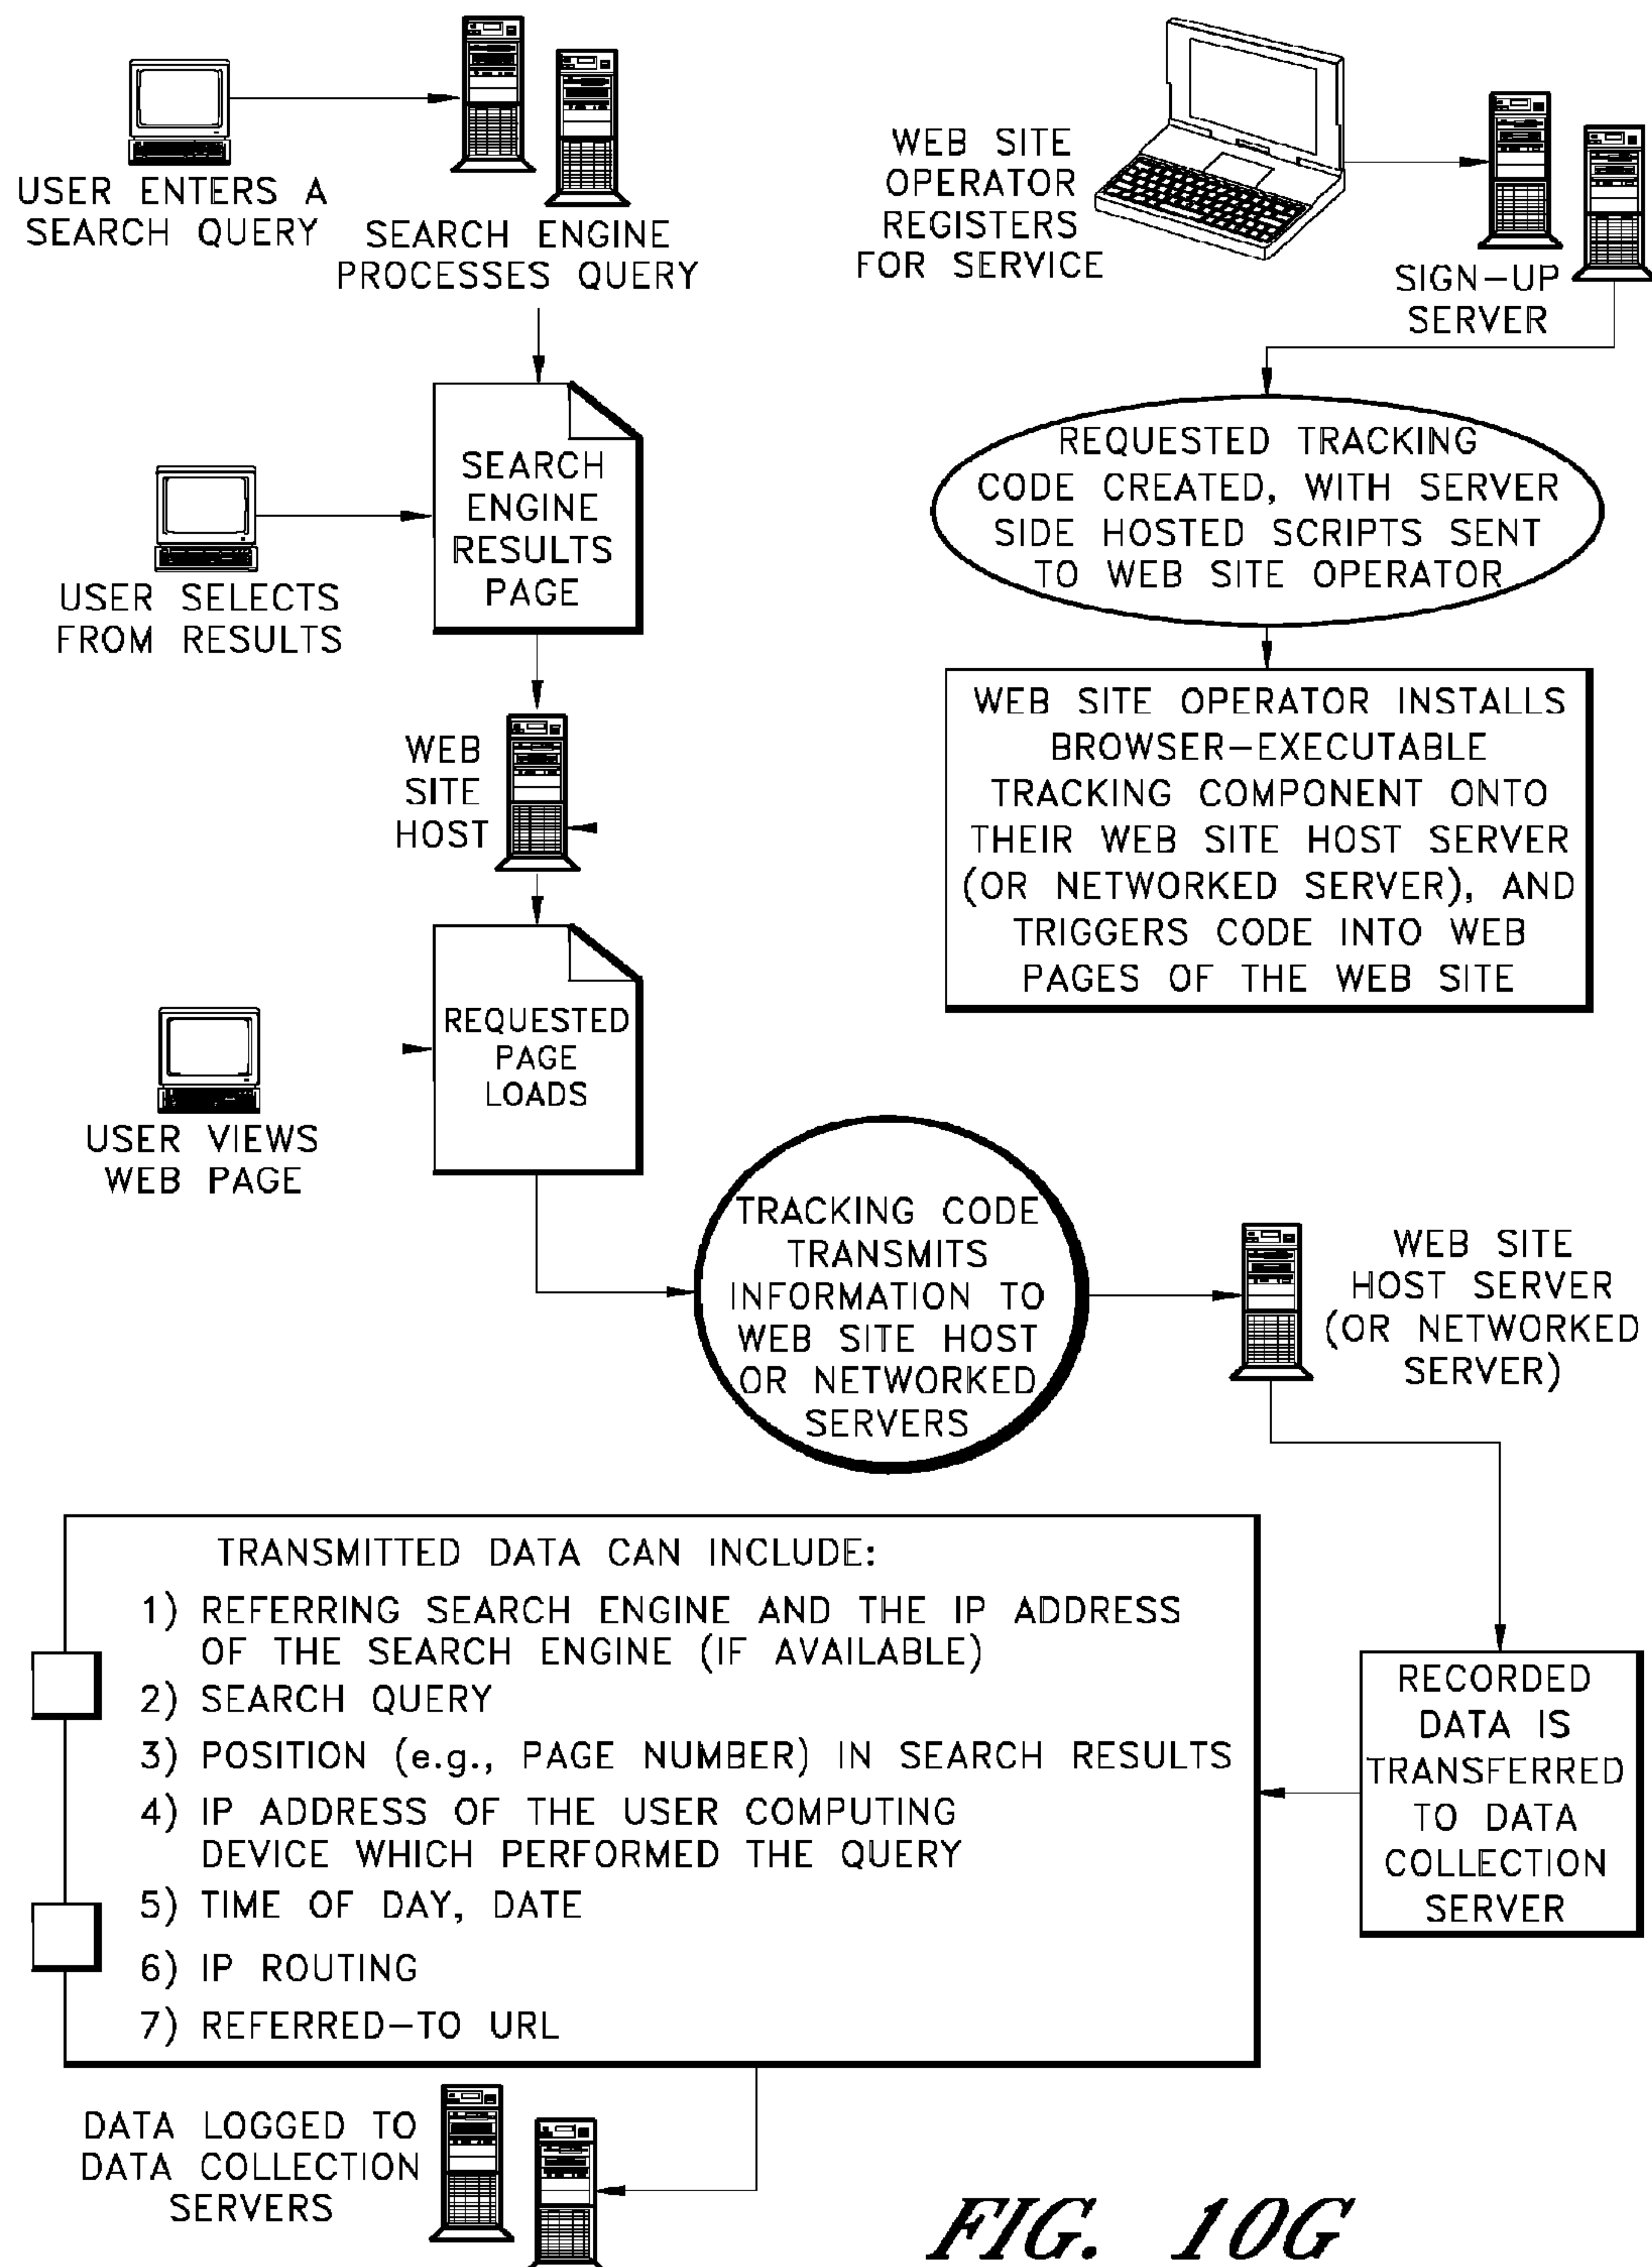 USER ENTERS A
SEARCH QUERY
SEARCH ENGINE
PROCESSES QUERY
WEB SITE
OPERATOR
REGISTERS
FOR SERVICE
SIGN-UP
SERVER
SEARCH
ENGINE
RESULTS
PAGE
USER SELECTS
FROM RESULTS
REQUESTED TRACKING
CODE CREATED, WITH SERVER
SIDE HOSTED SCRIPTS SENT
TO WEB SITE OPERATOR
WEB SITE OPERATOR INSTALLS
BROWSER-EXECUTABLE
TRACKING COMPONENT ONTO
THEIR WEB SITE HOST SERVER
(OR NETWORKED SERVER), AND
TRIGGERS CODE INTO WEB
PAGES OF THE WEB SITE
WEB
SITE
HOST
REQUESTED
PAGE
LOADS
USER VIEWS
WEB PAGE
TRACKING CODE
TRANSMITS
INFORMATION TO
WEB SITE HOST
OR NETWORKED
SERVERS
WEB SITE
HOST SERVER
(OR NETWORKED
SERVER)
TRANSMITTED DATA CAN INCLUDE:
1) REFERRING SEARCH ENGINE AND THE IP ADDRESS
OF THE SEARCH ENGINE (IF AVAILABLE)
2) SEARCH QUERY
3) POSITION (e.g., PAGE NUMBER) IN SEARCH RESULTS
4) IP ADDRESS OF THE USER COMPUTING
DEVICE WHICH PERFORMED THE QUERY
5) TIME OF DAY, DATE
6) IP ROUTING
7) REFERRED-TO URL
RECORDED
DATA IS
TRANSFERRED
TO DATA
COLLECTION
SERVER
DATA LOGGED TO
DATA COLLECTION
SERVERS
FIG. 10G